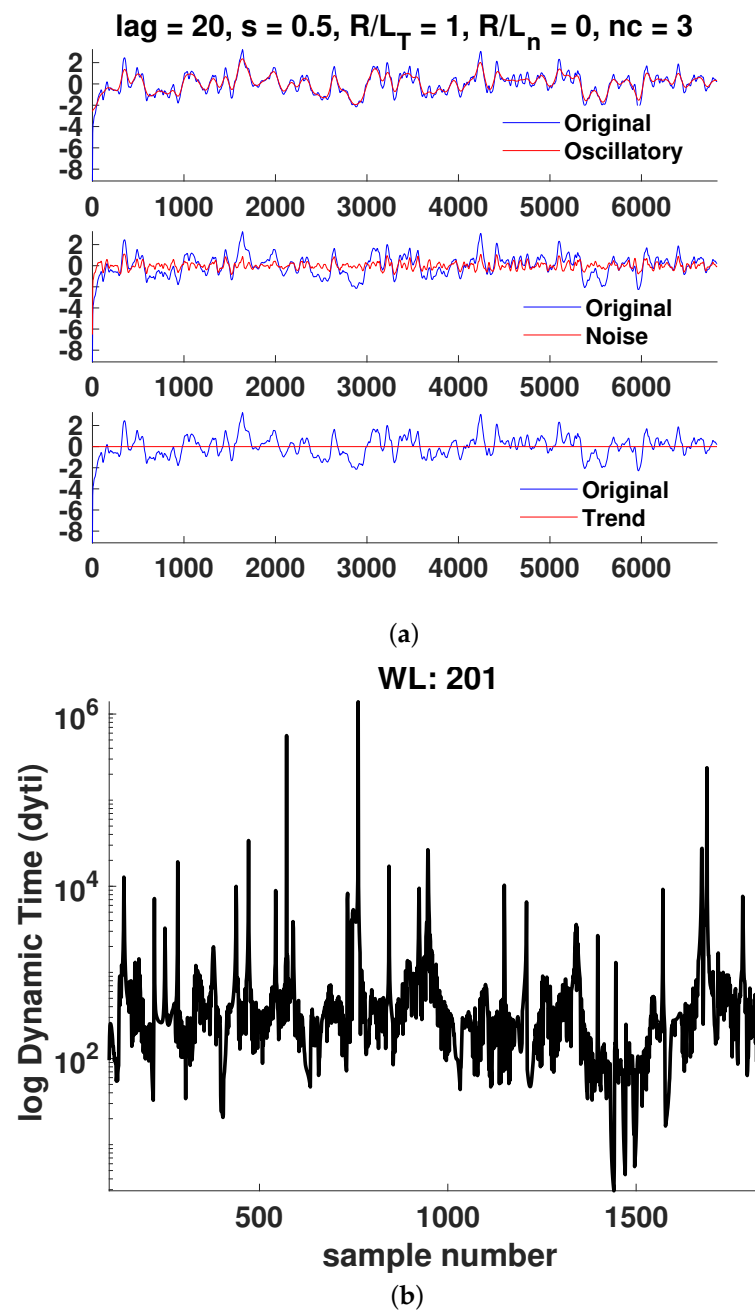 lag = 20, s = 0.5, R/L_T = 1, R/L_n = 0, nc = 3
2
0
-2
-4
-6
-8
Original
Oscillatory
0 1000 2000 3000 4000 5000 6000
2
0
-2
-4
-6
-8
Original
Noise
0 1000 2000 3000 4000 5000 6000
2
0
-2
-4
-6
-8
Original
Trend
0 1000 2000 3000 4000 5000 6000
(a)
WL: 201
log Dynamic Time (dyti)
10^6
10^4
10^2
500 1000 1500
sample number
(b)